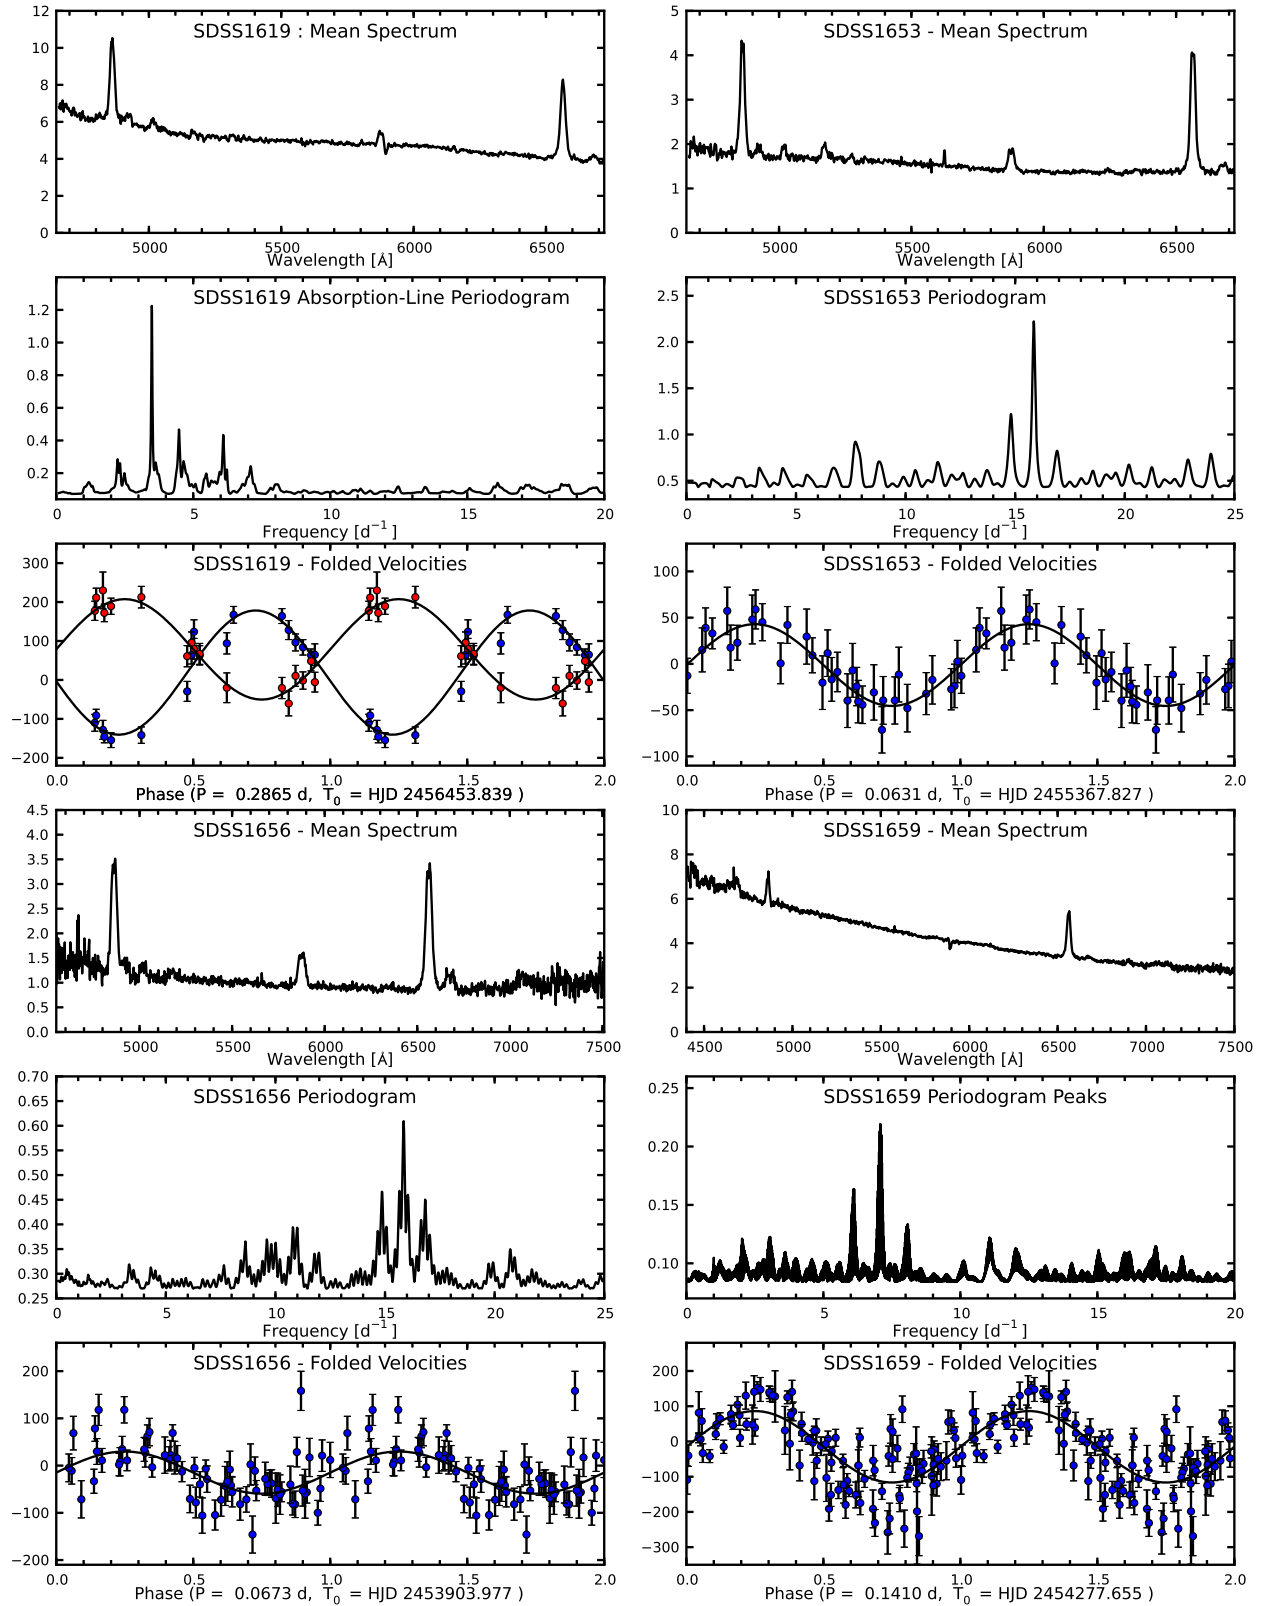 SDSS1619 : Mean Spectrum
12
10
8
6
4
2
0
5000 5500 6000 6500
Wavelength [Å]
SDSS1653 - Mean Spectrum
5
4
3
2
1
0
5000 5500 6000 6500
Wavelength [Å]
SDSS1619 Absorption-Line Periodogram
1.2
1.0
0.8
0.6
0.4
0.2
0 5 10 15 20
Frequency [d⁻¹]
SDSS1653 Periodogram
2.5
2.0
1.5
1.0
0.5
0 5 10 15 20 25
Frequency [d⁻¹]
SDSS1619 - Folded Velocities
300
200
100
0
−100
−200
0.0 0.5 1.0 1.5 2.0
Phase (P = 0.2865 d, T₀ = HJD 2456453.839 )
SDSS1653 - Folded Velocities
100
50
0
−50
−100
0.0 0.5 1.0 1.5 2.0
Phase (P = 0.0631 d, T₀ = HJD 2455367.827 )
SDSS1656 - Mean Spectrum
4.5
4.0
3.5
3.0
2.5
2.0
1.5
1.0
0.5
0.0
5000 5500 6000 6500 7000 7500
Wavelength [Å]
SDSS1659 - Mean Spectrum
10
8
6
4
2
0
4500 5000 5500 6000 6500 7000 7500
Wavelength [Å]
SDSS1656 Periodogram
0.70
0.65
0.60
0.55
0.50
0.45
0.40
0.35
0.30
0.25
0 5 10 15 20 25
Frequency [d⁻¹]
SDSS1659 Periodogram Peaks
0.25
0.20
0.15
0.10
0 5 10 15 20
Frequency [d⁻¹]
SDSS1656 - Folded Velocities
200
100
0
−100
−200
0.0 0.5 1.0 1.5 2.0
Phase (P = 0.0673 d, T₀ = HJD 2453903.977 )
SDSS1659 - Folded Velocities
200
100
0
−100
−200
−300
0.0 0.5 1.0 1.5 2.0
Phase (P = 0.1410 d, T₀ = HJD 2454277.655 )